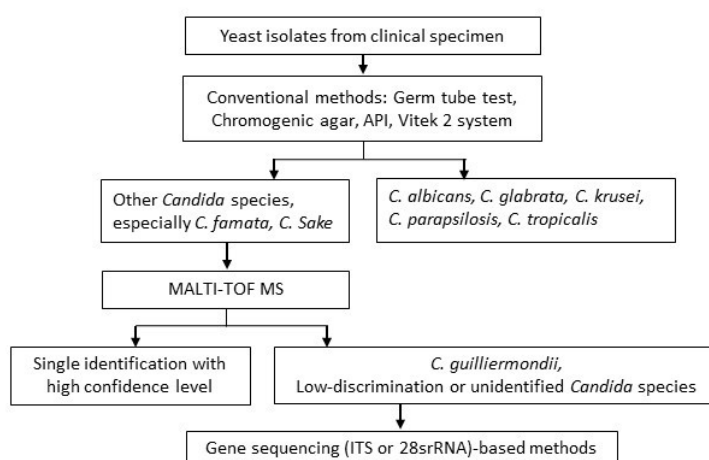 Yeast isolates from clinical specimen
Conventional methods: Germ tube test,
Chromogenic agar, API, Vitek 2 system
Other Candida species,
especially C. famata, C. Sake
C. albicans, C. glabrata, C. krusei,
C. parapsilosis, C. tropicalis
MALTI-TOF MS
Single identification with
high confidence level
C. guilliermondii,
Low-discrimination or unidentified Candida species
Gene sequencing (ITS or 28srRNA)-based methods